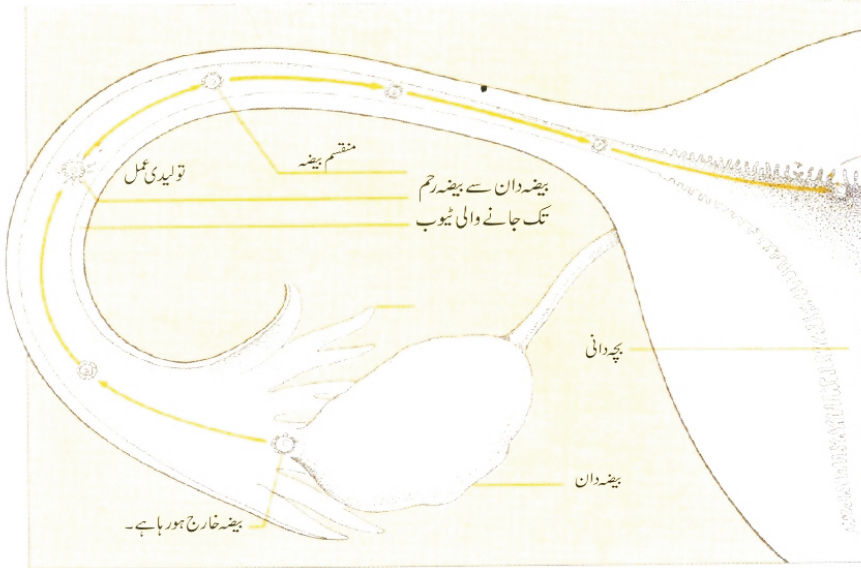 منقسم بیضہ
تولیدی عمل
بیضہ دان سے بیضہ رحم
تک جانے والی ٹیوب
بچہ دانی
بیضہ دان
بیضہ خارج ہورہا ہے۔